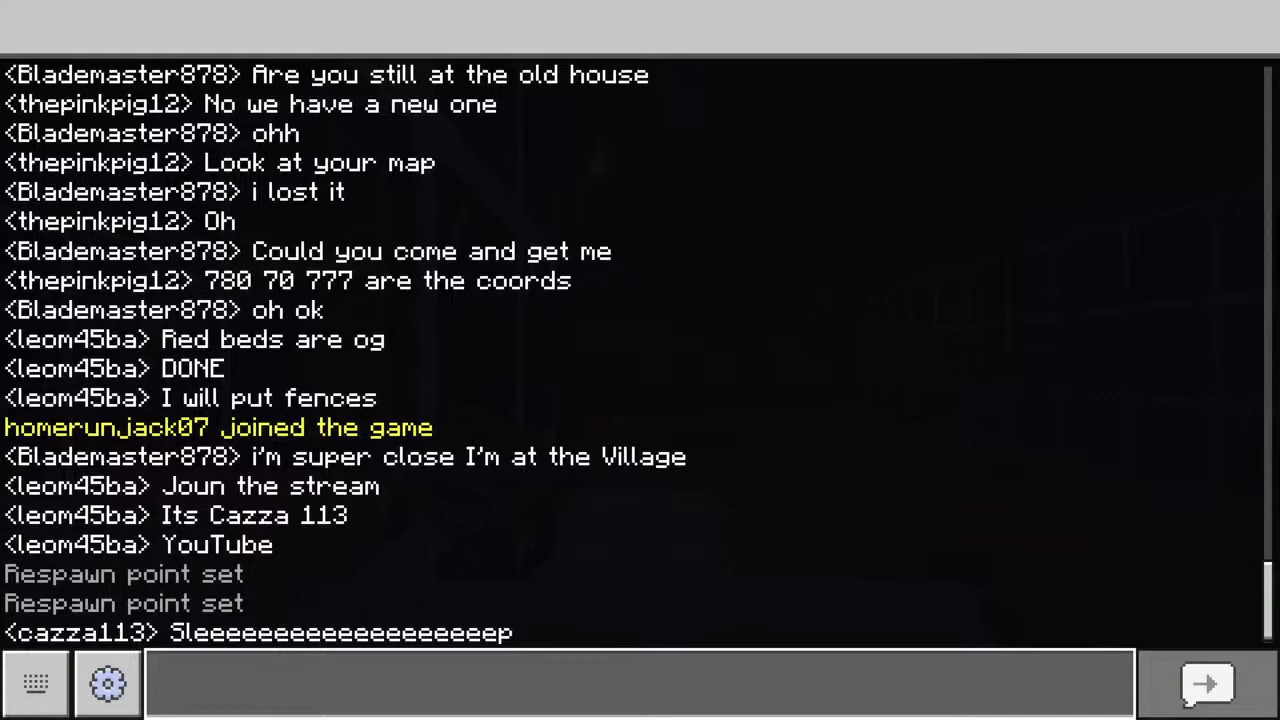 <Blademaster878> Are you still at the old house
<thepinkpig12> No we have a new one
<Blademaster878> ohh
<thepinkpig12> Look at your map
<Blademaster878> i lost it
<thepinkpig12> Oh
<Blademaster878> Could you come and get me
<thepinkpig12> 780 70 777 are the coords
<Blademaster878> oh ok
<leom45ba> Red beds are og
<leom45ba> DONE
<leom45ba> I will put fences
homerunjack07 joined the game
<Blademaster878> i'm super close I'm at the Village
<leom45ba> Joun the stream
<leom45ba> Its Cazza 113
<leom45ba> YouTube
Respawn point set
Respawn point set
<cazza113> Sleeeeeeeeeeeeeeeeeeep